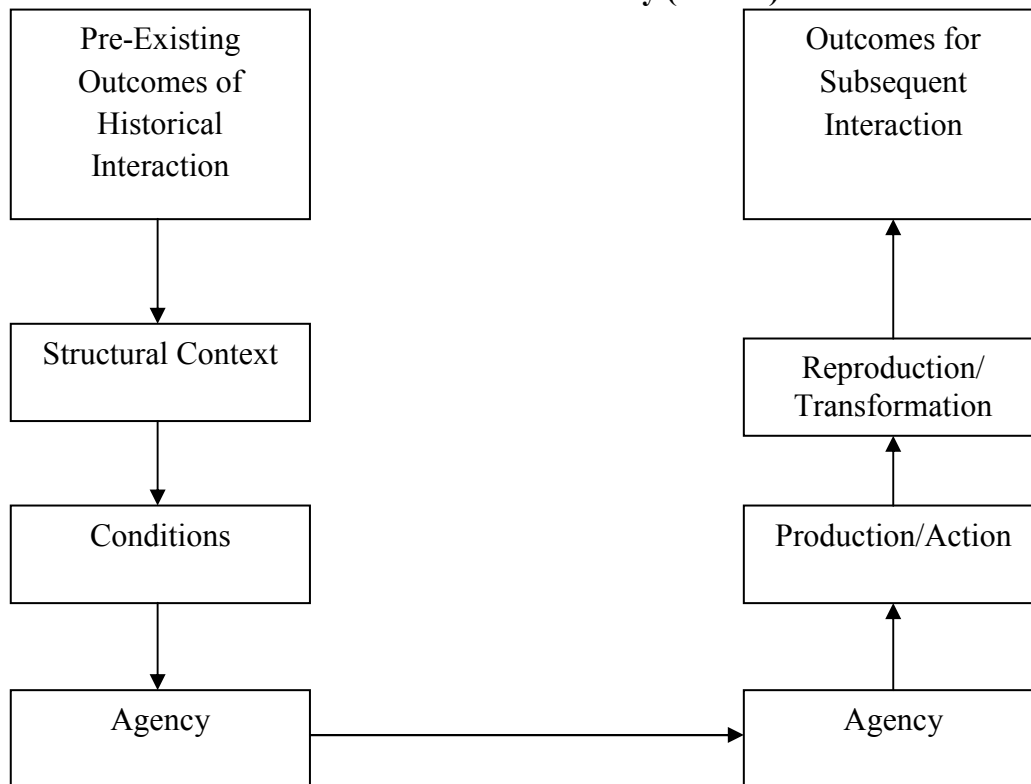 Pre-Existing
Outcomes of
Historical
Interaction
Structural Context
Conditions
Agency
Outcomes for
Subsequent
Interaction
Reproduction/
Transformation
Production/Action
Agency